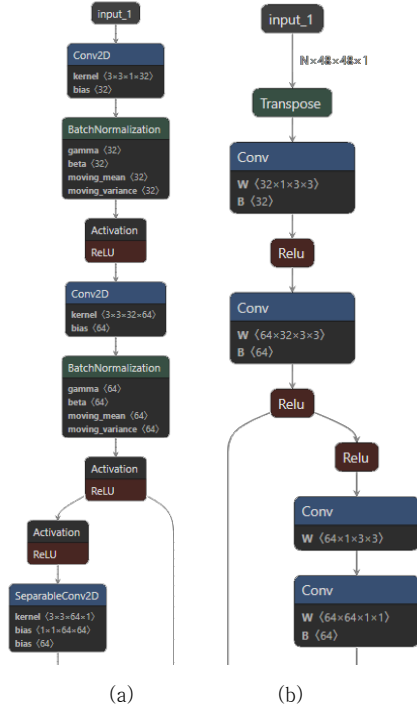 input_1
Conv2D
kernel ⟨3×3×1×32⟩
bias ⟨32⟩
BatchNormalization
gamma ⟨32⟩
beta ⟨32⟩
moving_mean ⟨32⟩
moving_variance ⟨32⟩
Activation
ReLU
Conv2D
kernel ⟨3×3×32×64⟩
bias ⟨64⟩
BatchNormalization
gamma ⟨64⟩
beta ⟨64⟩
moving_mean ⟨64⟩
moving_variance ⟨64⟩
Activation
ReLU
Activation
ReLU
SeparableConv2D
kernel ⟨3×3×64×1⟩
bias ⟨1×1×64×64⟩
bias ⟨64⟩
(a)
input_1
N×48×48×1
Transpose
Conv
W ⟨32×1×3×3⟩
B ⟨32⟩
Relu
Conv
W ⟨64×32×3×3⟩
B ⟨64⟩
Relu
Relu
Conv
W ⟨64×1×3×3⟩
Conv
W ⟨64×64×1×1⟩
B ⟨64⟩
(b)